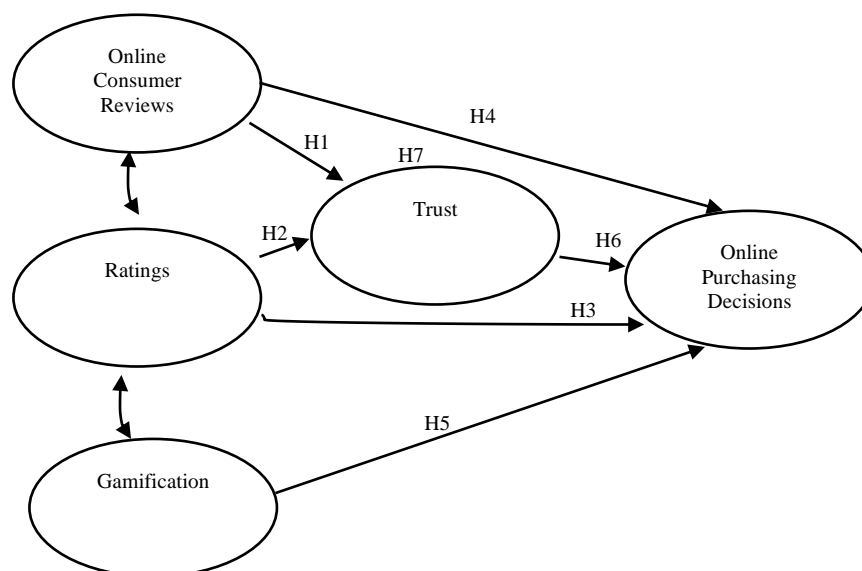 Online
Consumer
Reviews
H4
H1
H7
Trust
H2
H6
Ratings
Online
Purchasing
Decisions
H3
H5
Gamification